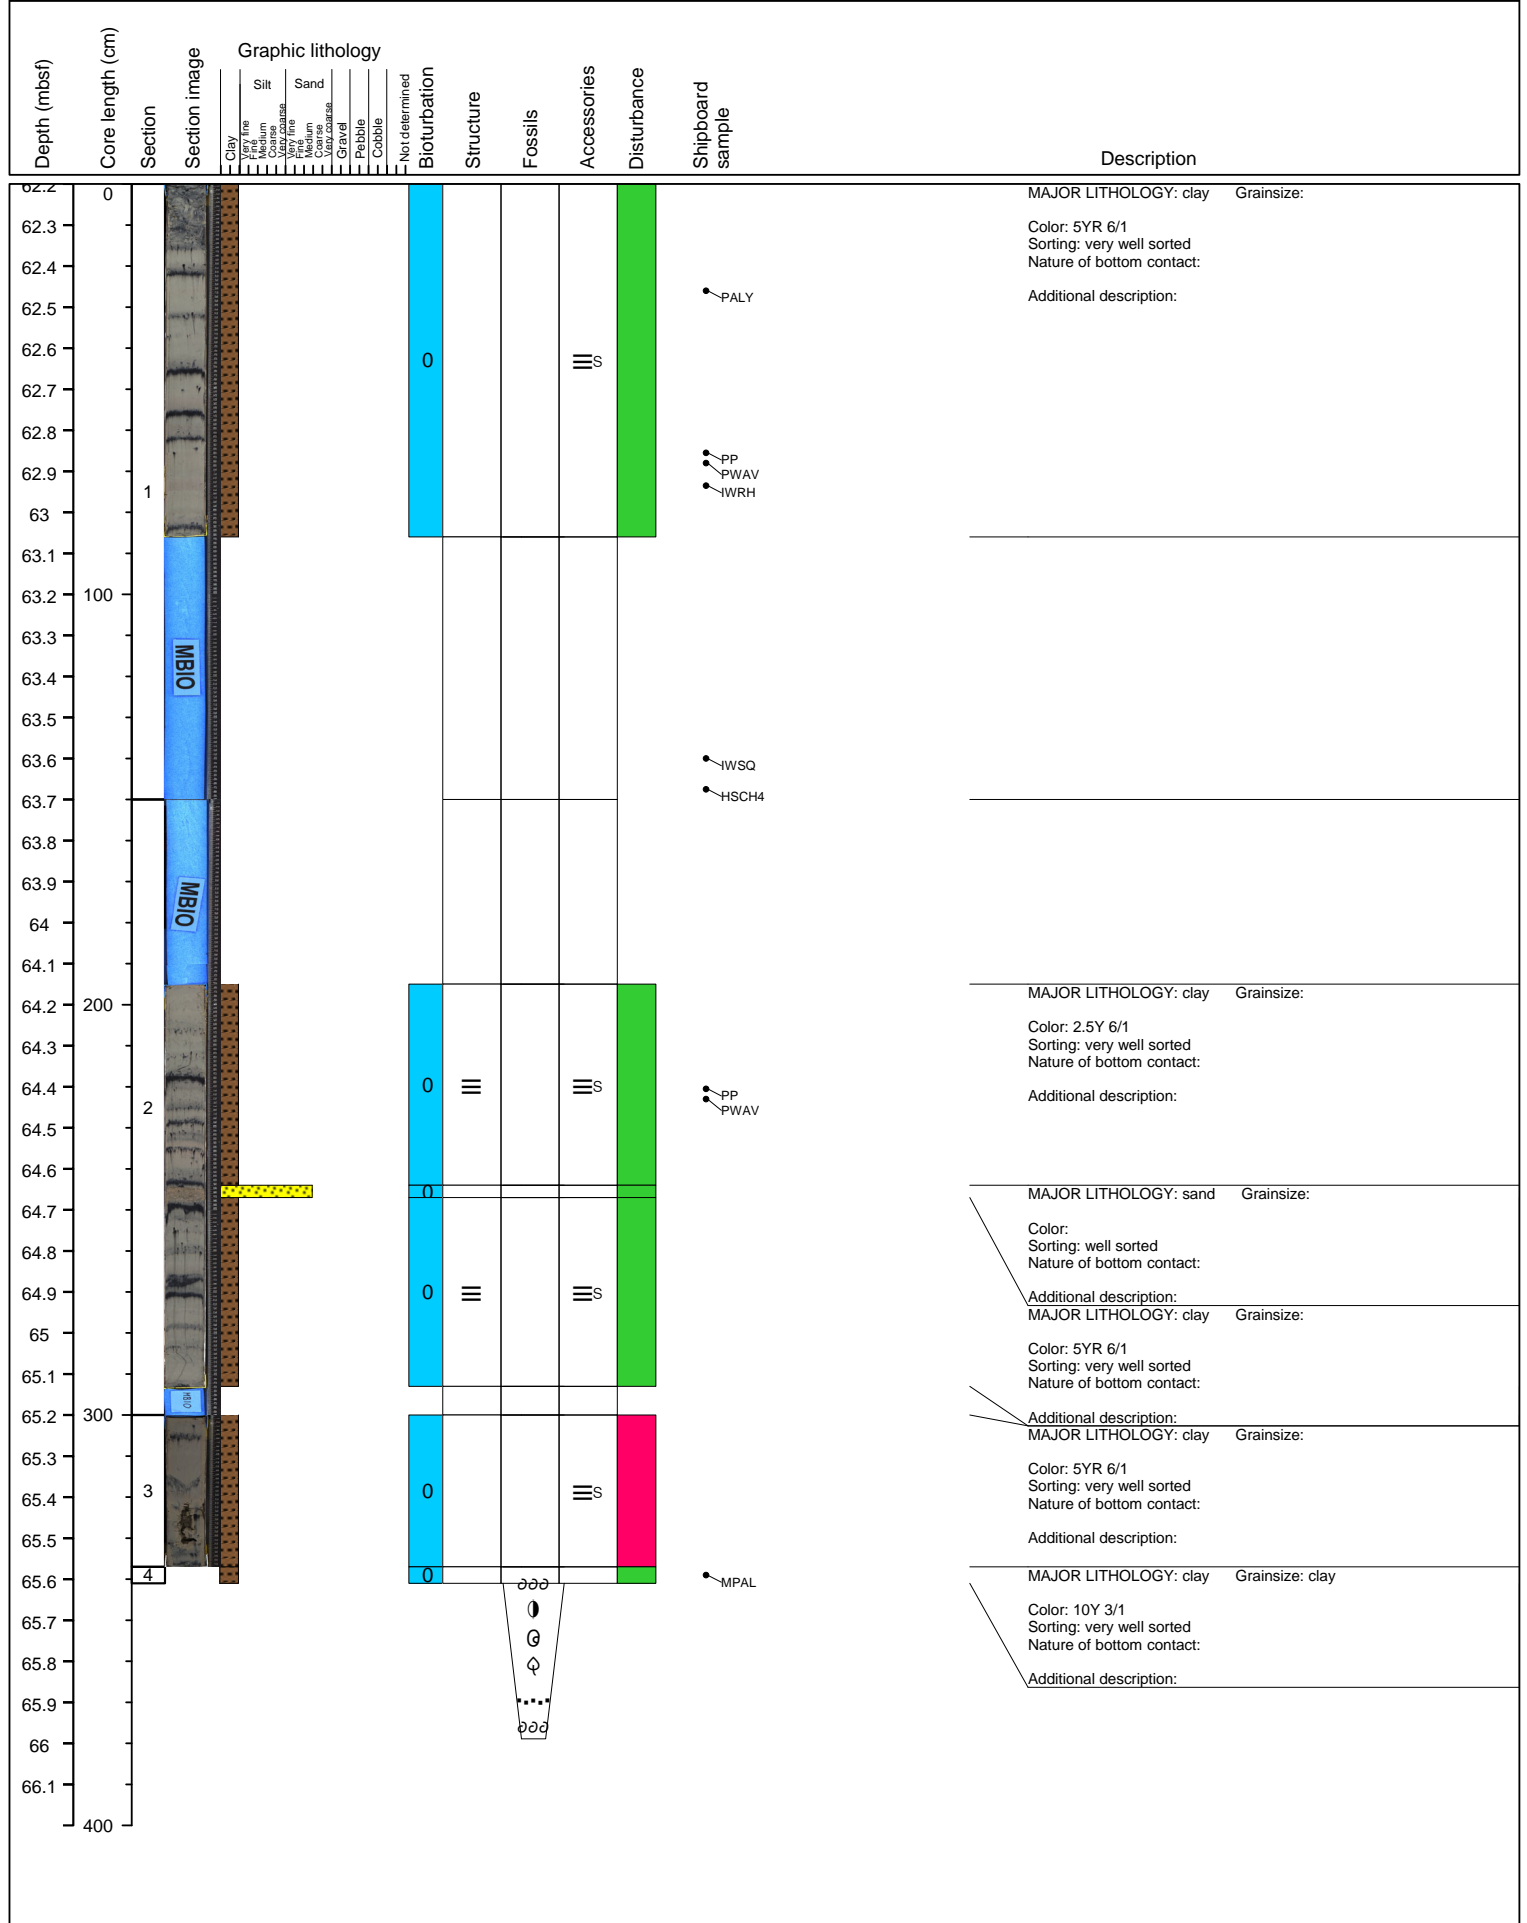 Depth (mbsf)
Core length (cm)
Section
Section image
Graphic lithology
Clay
Silt
Very fine
Fine
Medium
Coarse
Very coarse
Sand
Very fine
Fine
Medium
Coarse
Very coarse
Gravel
Pebble
Cobble
Not determined
Bioturbation
Structure
Fossils
Accessories
Disturbance
Shipboard
sample
Description
62.2
62.3
62.4
62.5
62.6
62.7
62.8
62.9
63
63.1
63.2
63.3
63.4
63.5
63.6
63.7
63.8
63.9
64
64.1
64.2
64.3
64.4
64.5
64.6
64.7
64.8
64.9
65
65.1
65.2
65.3
65.4
65.5
65.6
65.7
65.8
65.9
66
66.1
0
100
200
300
400
1
2
3
4
MBIO
MBIO
MBIO
0
0
0
0
0
0
S
S
S
S
PALY
PP
PWAV
IWRH
IWSQ
HSCH4
PP
PWAV
MPAL
MAJOR LITHOLOGY: clay Grainsize:
Color: 5YR 6/1
Sorting: very well sorted
Nature of bottom contact:
Additional description:
MAJOR LITHOLOGY: clay Grainsize:
Color: 2.5Y 6/1
Sorting: very well sorted
Nature of bottom contact:
Additional description:
MAJOR LITHOLOGY: sand Grainsize:
Color:
Sorting: well sorted
Nature of bottom contact:
Additional description:
MAJOR LITHOLOGY: clay Grainsize:
Color: 5YR 6/1
Sorting: very well sorted
Nature of bottom contact:
Additional description:
MAJOR LITHOLOGY: clay Grainsize:
Color: 5YR 6/1
Sorting: very well sorted
Nature of bottom contact:
Additional description:
MAJOR LITHOLOGY: clay Grainsize: clay
Color: 10Y 3/1
Sorting: very well sorted
Nature of bottom contact:
Additional description: